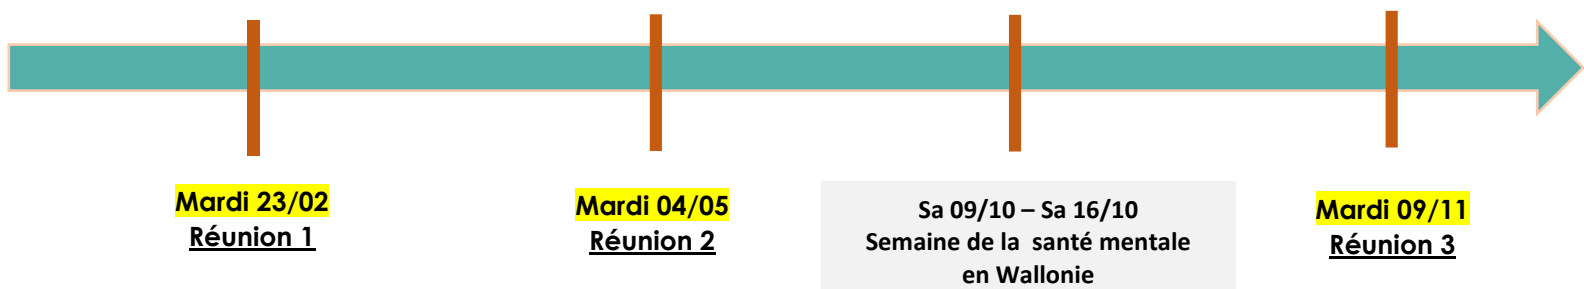 Mardi 23/02
Réunion 1
Mardi 04/05
Réunion 2
Sa 09/10 – Sa 16/10
Semaine de la santé mentale
en Wallonie
Mardi 09/11
Réunion 3